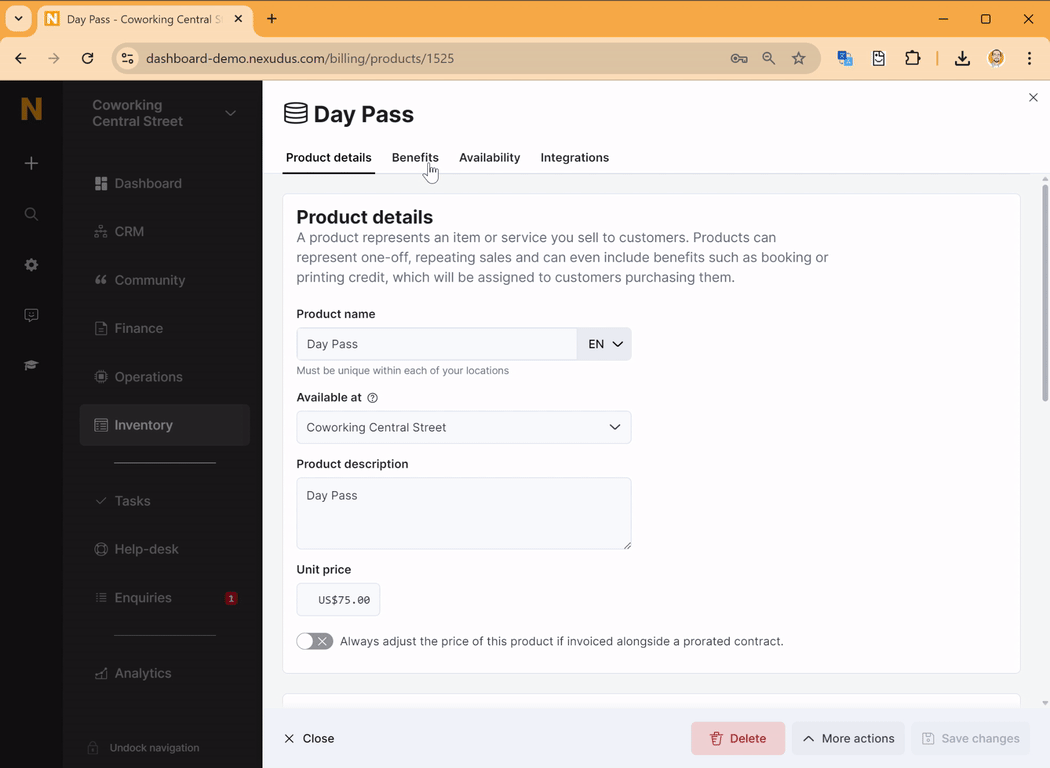 Day Pass - Coworking Central S
dashboard-demo.nexudus.com/billing/products/1525
N
Coworking
Central Street
Dashboard
CRM
Community
Finance
Operations
Inventory
Tasks
Help-desk
Enquiries
1
Analytics
Undock navigation
Day Pass
Product details
Benefits
Availability
Integrations
Product details
A product represents an item or service you sell to customers. Products can
represent one-off, repeating sales and can even include benefits such as booking or
printing credit, which will be assigned to customers purchasing them.
Product name
Day Pass
EN
Must be unique within each of your locations
Available at
Coworking Central Street
Product description
Day Pass
Unit price
US$75.00
Always adjust the price of this product if invoiced alongside a prorated contract.
Close
Delete
More actions
Save changes